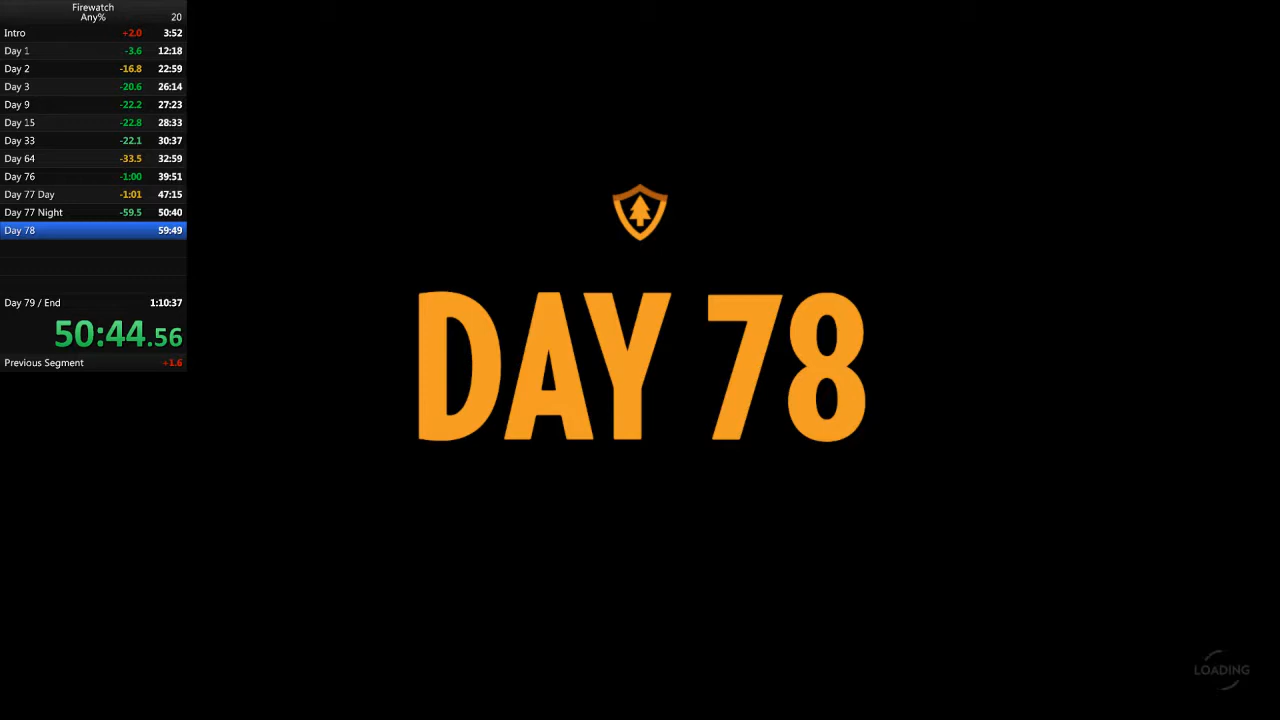 Firewatch
Any% 20
Intro +2.0 3:52
Day 1 -3.6 12:18
Day 2 -16.8 22:59
Day 3 -20.6 26:14
Day 9 -22.2 27:23
Day 15 -22.8 28:33
Day 33 -22.1 30:37
Day 64 -33.5 32:59
Day 76 -1:00 39:51
Day 77 Day -1:01 47:15
Day 77 Night -59.5 50:40
Day 78 59:49
Day 79 / End 1:10:37
50:44.56
Previous Segment +1.6
DAY 78
LOADING